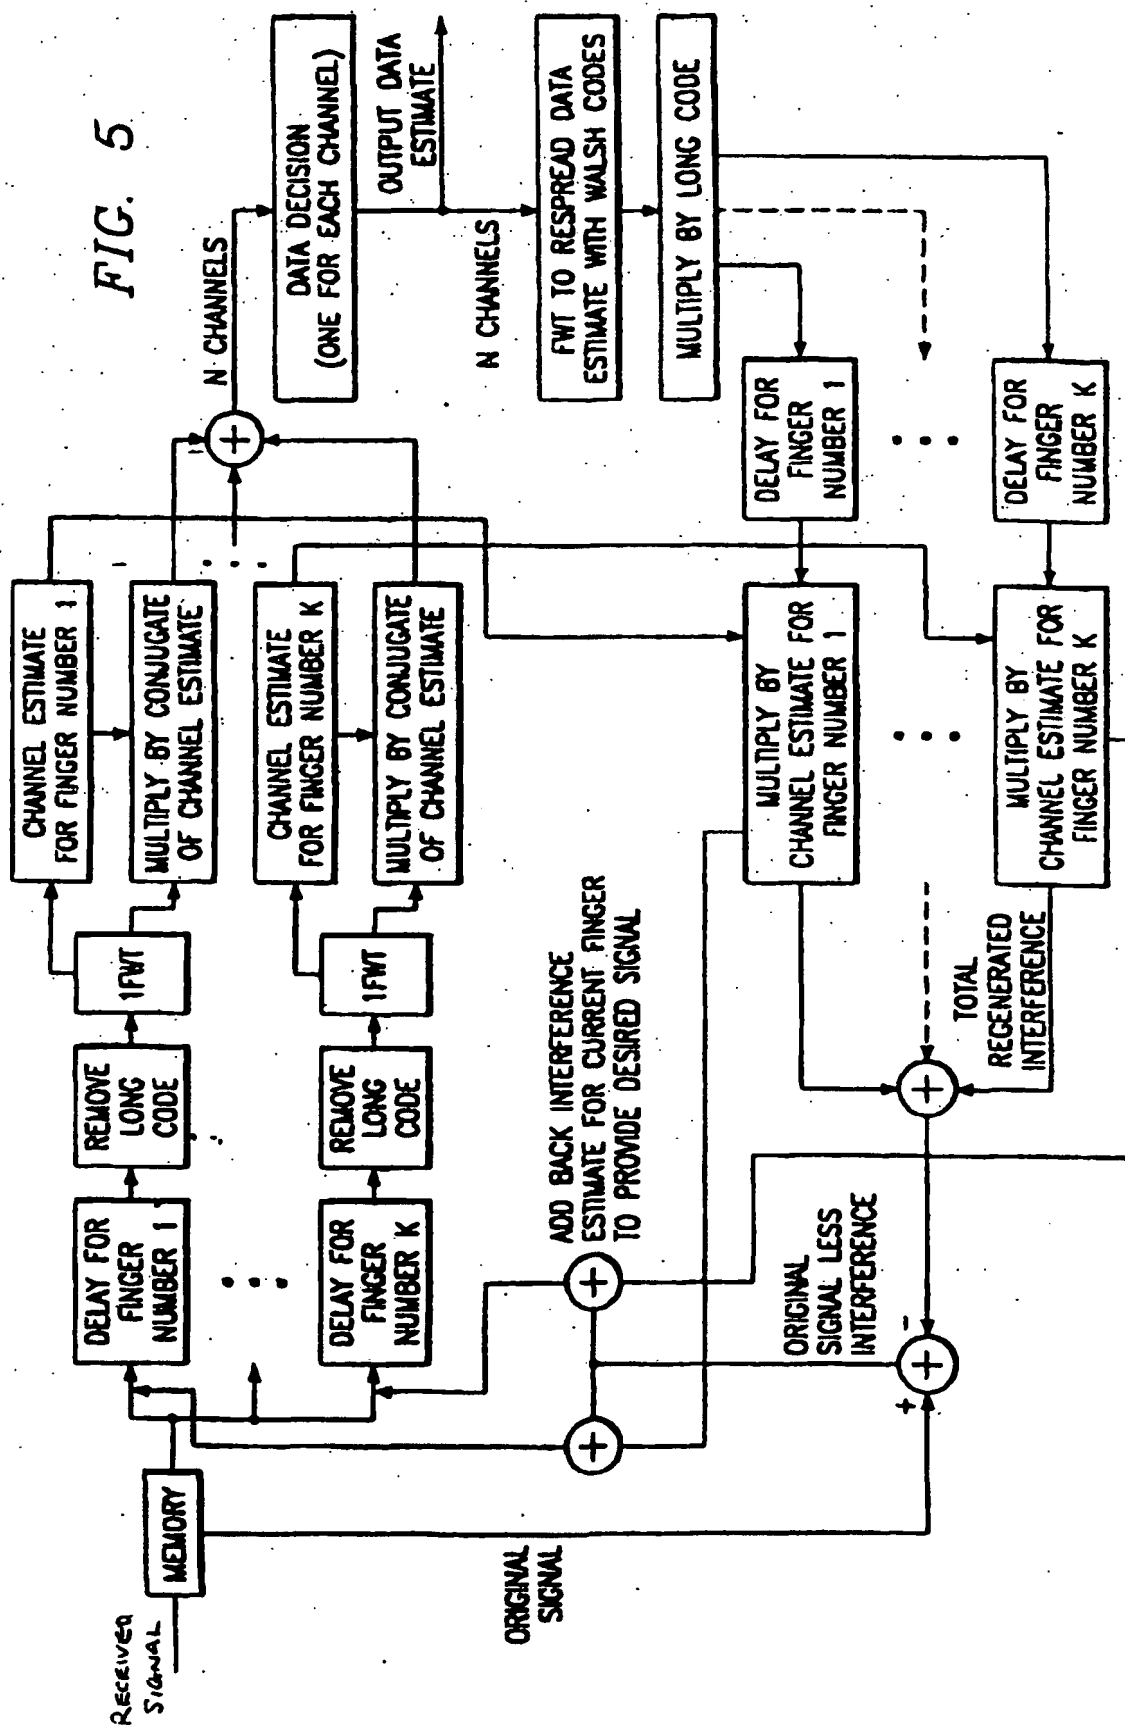 FIG. 5
RECEIVED
SIGNAL
MEMORY
DELAY FOR
FINGER
NUMBER 1
REMOVE
LONG
CODE
1FWT
CHANNEL ESTIMATE
FOR FINGER NUMBER 1
MULTIPLY BY CONJUGATE
OF CHANNEL ESTIMATE
DELAY FOR
FINGER
NUMBER K
REMOVE
LONG
CODE
1FWT
CHANNEL ESTIMATE
FOR FINGER NUMBER K
MULTIPLY BY CONJUGATE
OF CHANNEL ESTIMATE
+
N CHANNELS
DATA DECISION
(ONE FOR EACH CHANNEL)
OUTPUT DATA
ESTIMATE
N CHANNELS
FWT TO RESPREAD DATA
ESTIMATE WITH WALSH CODES
MULTIPLY BY LONG CODE
DELAY FOR
FINGER
NUMBER 1
DELAY FOR
FINGER
NUMBER K
MULTIPLY BY
CHANNEL ESTIMATE FOR
FINGER NUMBER 1
MULTIPLY BY
CHANNEL ESTIMATE FOR
FINGER NUMBER K
TOTAL
REGENERATED
INTERFERENCE
+
ADD BACK INTERFERENCE
ESTIMATE FOR CURRENT FINGER
TO PROVIDE DESIRED SIGNAL
+
+
ORIGINAL
SIGNAL LESS
INTERFERENCE
-
+
+
ORIGINAL
SIGNAL